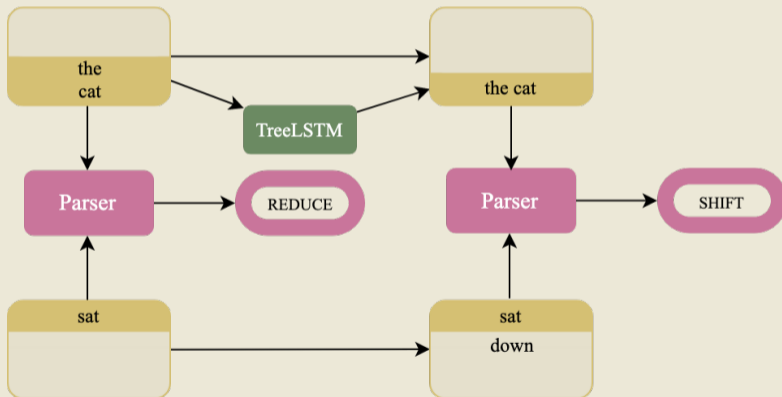 the
cat
the cat
TreeLSTM
Parser
REDUCE
Parser
SHIFT
sat
sat
down